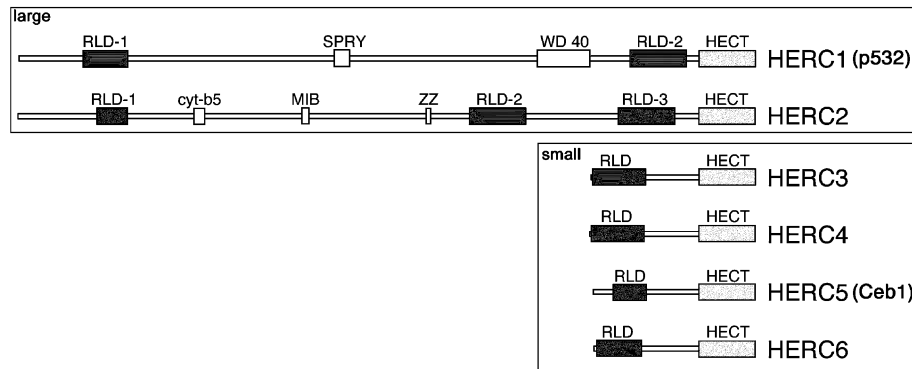 large
RLD-1 SPRY WD 40 RLD-2 HECT
HERC1 (p532)
RLD-1 cyt-b5 MIB ZZ RLD-2 RLD-3 HECT
HERC2
small
RLD HECT
HERC3
RLD HECT
HERC4
RLD HECT
HERC5 (Ceb1)
RLD HECT
HERC6